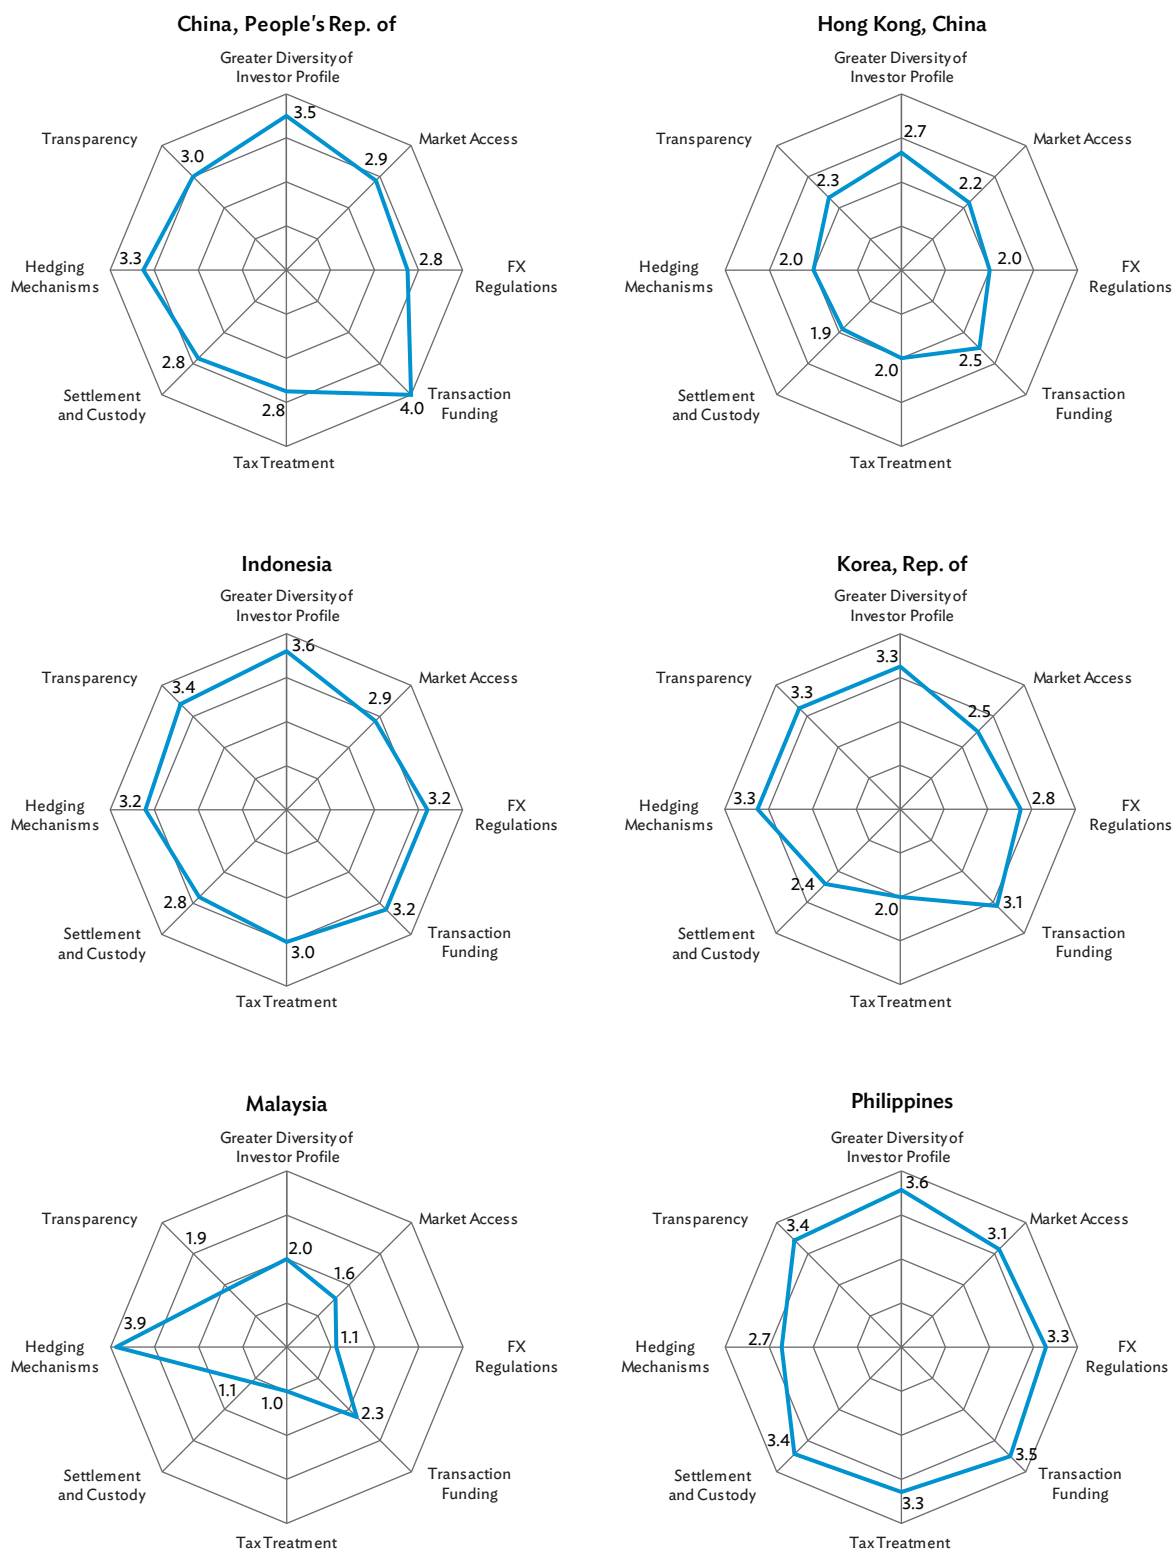 China, People's Rep. of
Greater Diversity of
Investor Profile
3.5
Transparency
Market Access
3.0
2.9
Hedging
Mechanisms
3.3
2.8
FX
Regulations
2.8
Settlement
and Custody
2.8
4.0
Transaction
Funding
Tax Treatment
Hong Kong, China
Greater Diversity of
Investor Profile
2.7
Transparency
Market Access
2.3
2.2
Hedging
Mechanisms
2.0
2.0
FX
Regulations
1.9
2.5
2.0
Settlement
and Custody
Transaction
Funding
Tax Treatment
Indonesia
Greater Diversity of
Investor Profile
3.6
Transparency
Market Access
3.4
2.9
Hedging
Mechanisms
3.2
3.2
FX
Regulations
2.8
3.2
Settlement
and Custody
3.0
Transaction
Funding
Tax Treatment
Korea, Rep. of
Greater Diversity of
Investor Profile
3.3
Transparency
Market Access
3.3
2.5
Hedging
Mechanisms
3.3
2.8
FX
Regulations
2.4
2.0
3.1
Settlement
and Custody
Transaction
Funding
Tax Treatment
Malaysia
Greater Diversity of
Investor Profile
Transparency
Market Access
1.9
2.0
1.6
3.9
1.1
Hedging
Mechanisms
FX
Regulations
1.1
1.0
2.3
Settlement
and Custody
Transaction
Funding
Tax Treatment
Philippines
Greater Diversity of
Investor Profile
3.6
Transparency
Market Access
3.4
3.1
Hedging
Mechanisms
2.7
3.3
FX
Regulations
3.4
3.5
Settlement
and Custody
3.3
Transaction
Funding
Tax Treatment